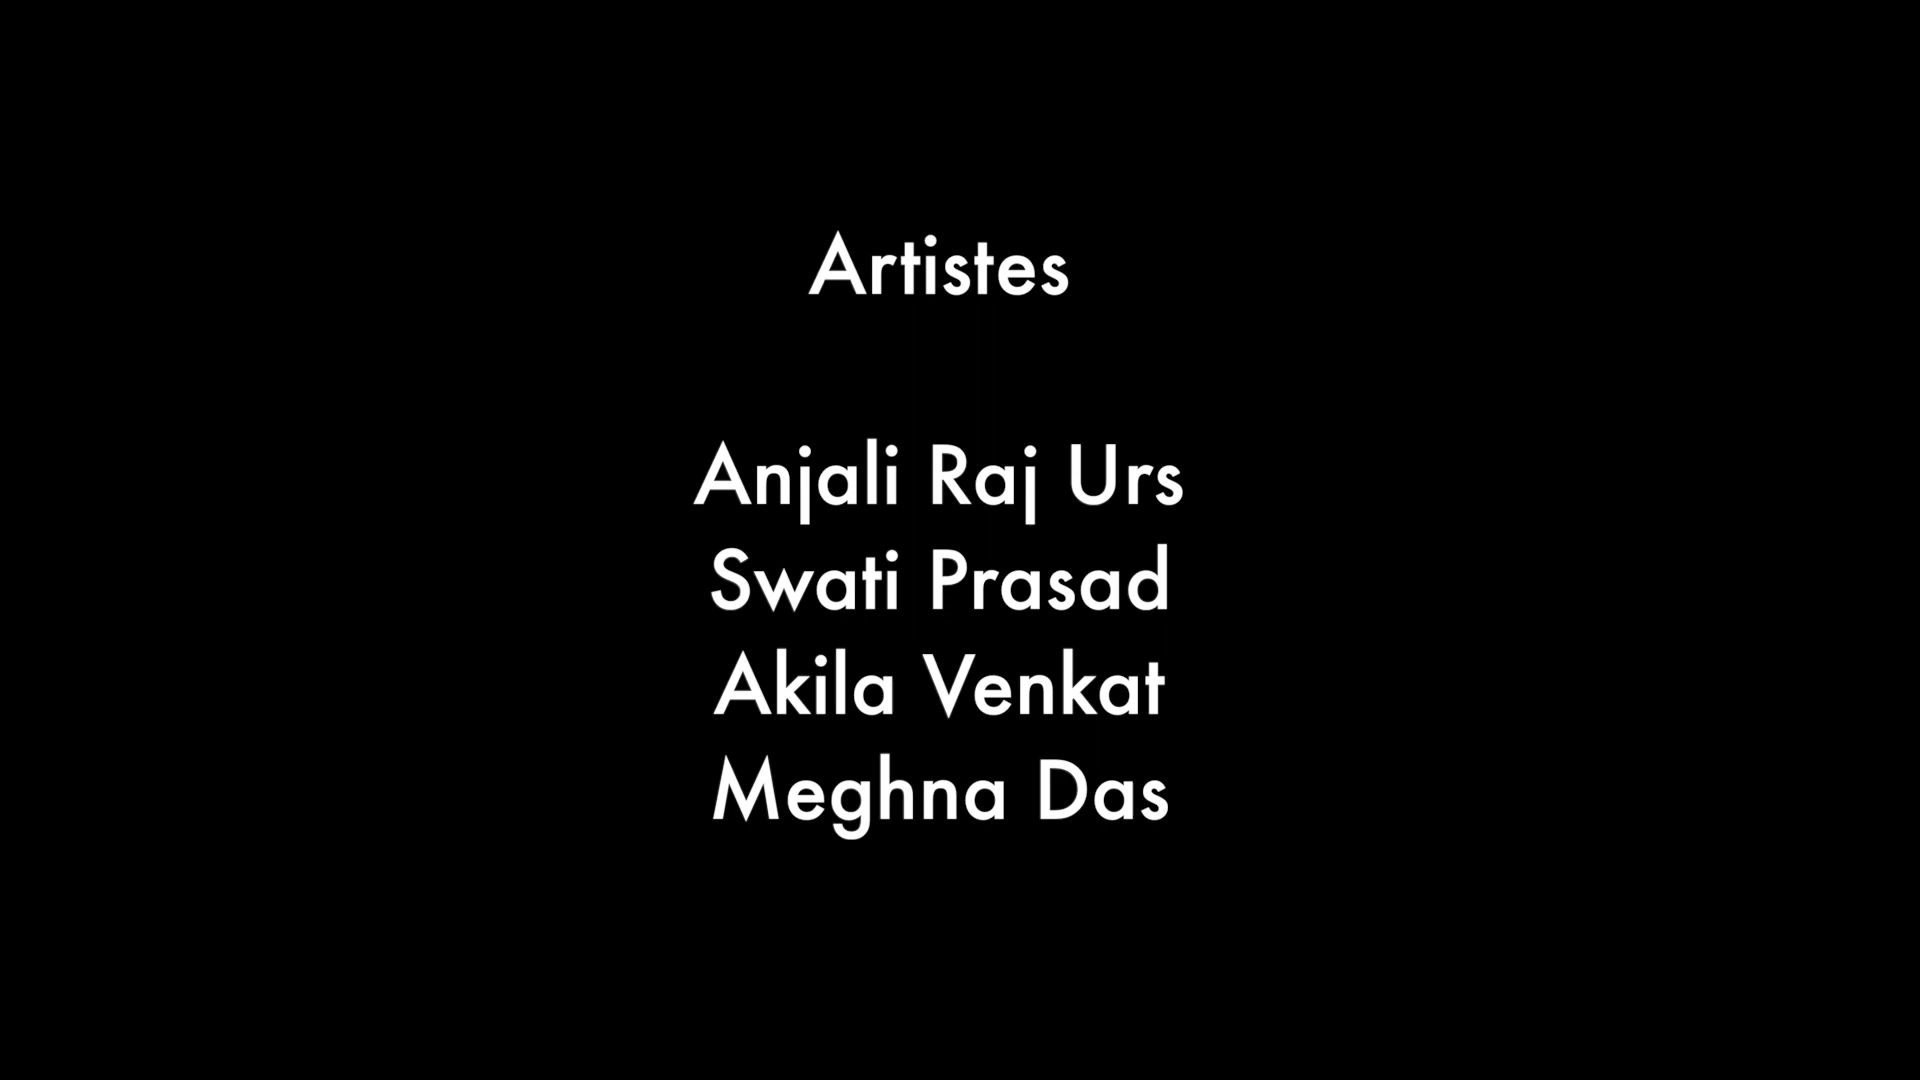 Artistes
Anjali Raj Urs
Swati Prasad
Akila Venkat
Meghna Das